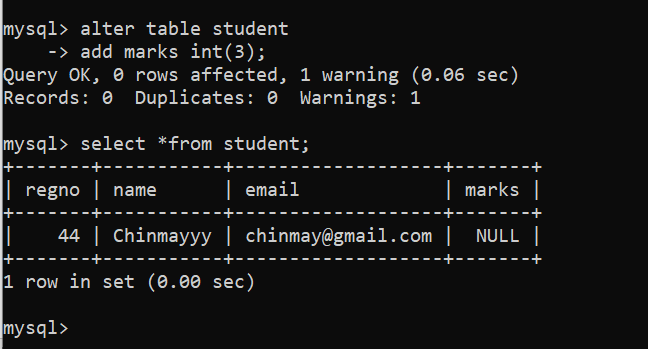 mysql> alter table student
    -> add marks int(3);
Query OK, 0 rows affected, 1 warning (0.06 sec)
Records: 0  Duplicates: 0  Warnings: 1
mysql> select *from student;
+-------+-----------+-------------------+-------+
| regno | name      | email             | marks |
+-------+-----------+-------------------+-------+
|    44 | Chinmayyy | chinmay@gmail.com |  NULL |
+-------+-----------+-------------------+-------+
1 row in set (0.00 sec)
mysql>